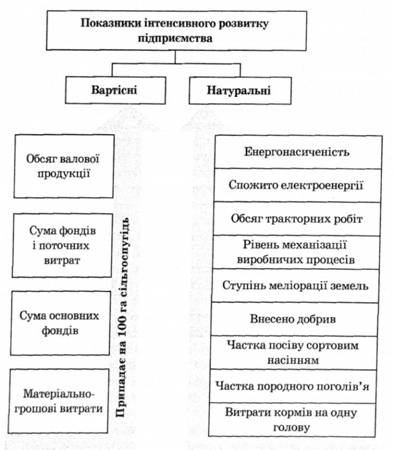 Показники інтенсивного розвитку
підприємства
Вартісні
Натуральні
Обсяг валової
продукції
Сума фондів
і поточних
витрат
Сума основних
фондів
Матеріально-
грошові витрати
Припадає на 100 га сільгоспугідь
Енергонасиченість
Спожито електроенергії
Обсяг тракторних робіт
Рівень механізації
виробничих процесів
Ступінь меліорації земель
Внесено добрив
Частка посіву сортовим
насінням
Частка породного поголів’я
Витрати кормів на одну
голову